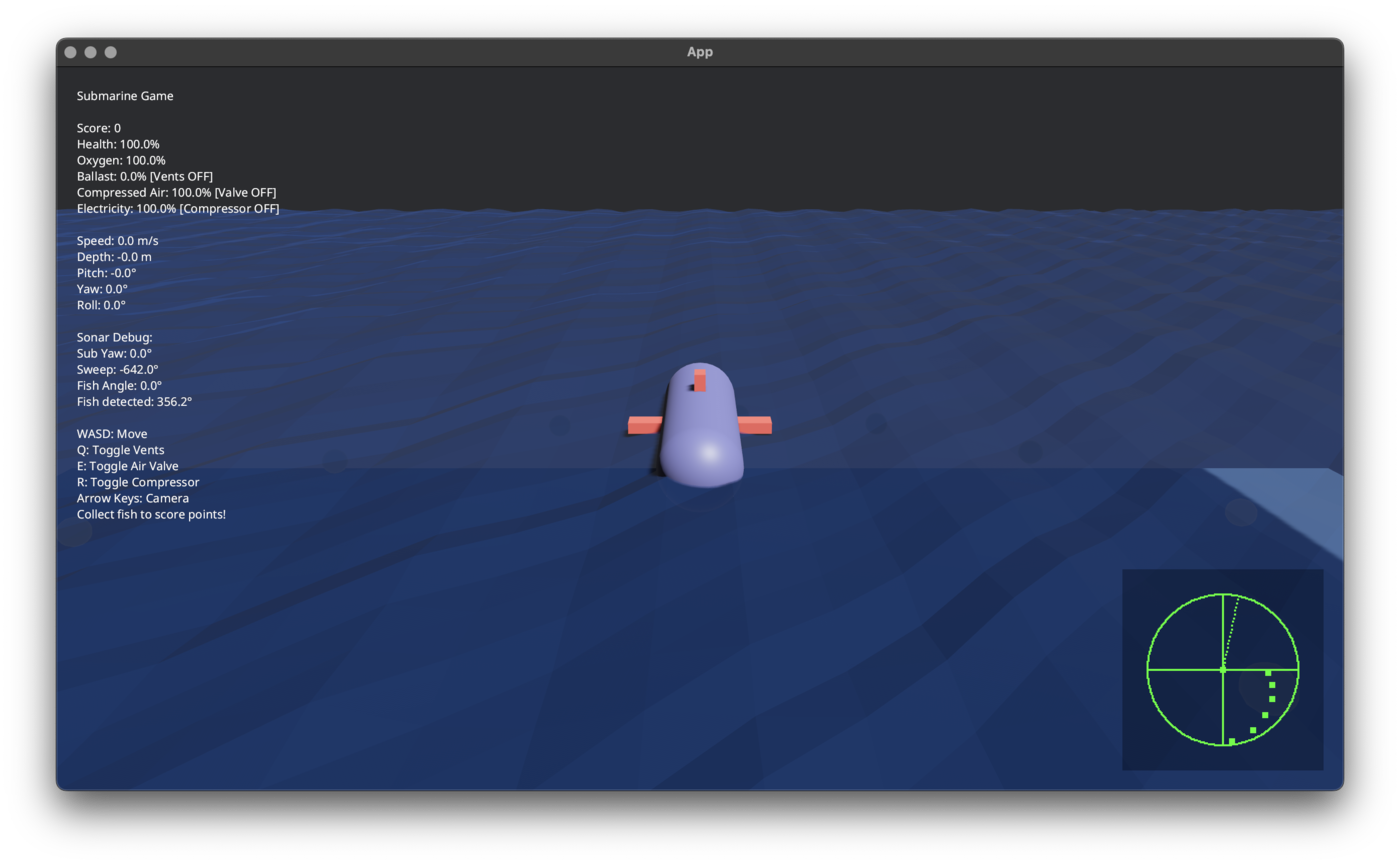 App
Submarine Game
Score: 0
Health: 100.0%
Oxygen: 100.0%
Ballast: 0.0% [Vents OFF]
Compressed Air: 100.0% [Valve OFF]
Electricity: 100.0% [Compressor OFF]
Speed: 0.0 m/s
Depth: -0.0 m
Pitch: -0.0°
Yaw: 0.0°
Roll: 0.0°
Sonar Debug:
Sub Yaw: 0.0°
Sweep: -642.0°
Fish Angle: 0.0°
Fish detected: 356.2°
WASD: Move
Q: Toggle Vents
E: Toggle Air Valve
R: Toggle Compressor
Arrow Keys: Camera
Collect fish to score points!